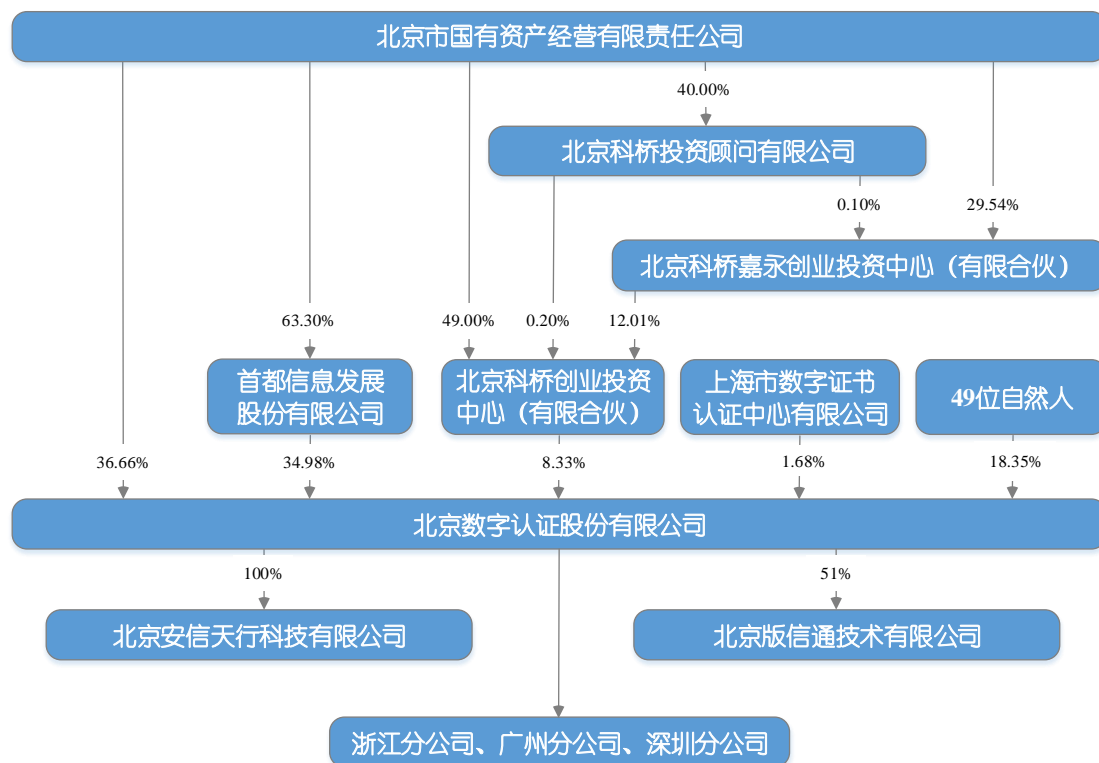 北京市国有资产经营有限责任公司
40.00%
北京科桥投资顾问有限公司
0.10%
29.54%
北京科桥嘉永创业投资中心（有限合伙）
63.30%
49.00%
0.20%
12.01%
首都信息发展
股份有限公司
北京科桥创业投资
中心（有限合伙）
上海市数字证书
认证中心有限公司
49位自然人
36.66%
34.98%
8.33%
1.68%
18.35%
北京数字认证股份有限公司
100%
51%
北京安信天行科技有限公司
北京版信通技术有限公司
浙江分公司、广州分公司、深圳分公司